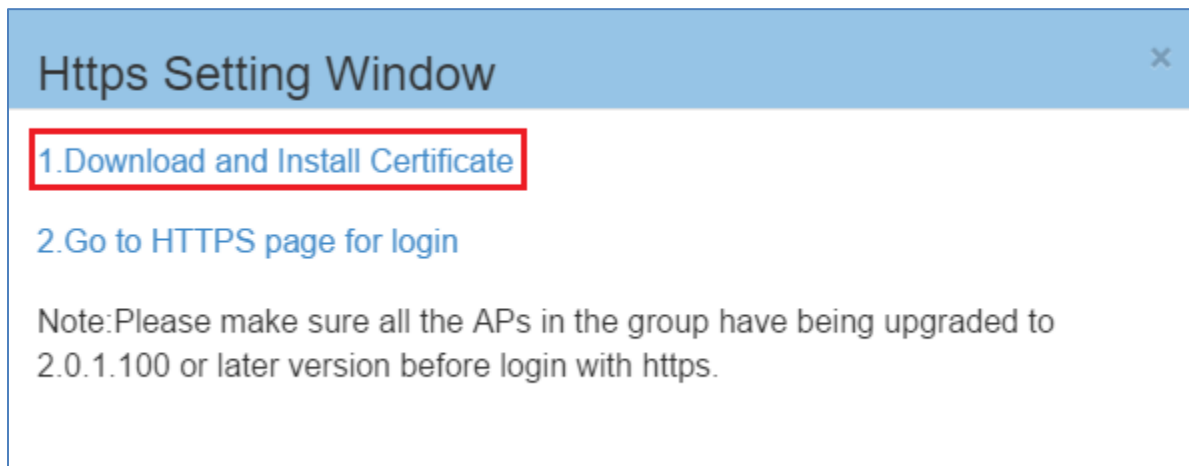 Https Setting Window
×
1.Download and Install Certificate
2.Go to HTTPS page for login
Note:Please make sure all the APs in the group have being upgraded to
2.0.1.100 or later version before login with https.